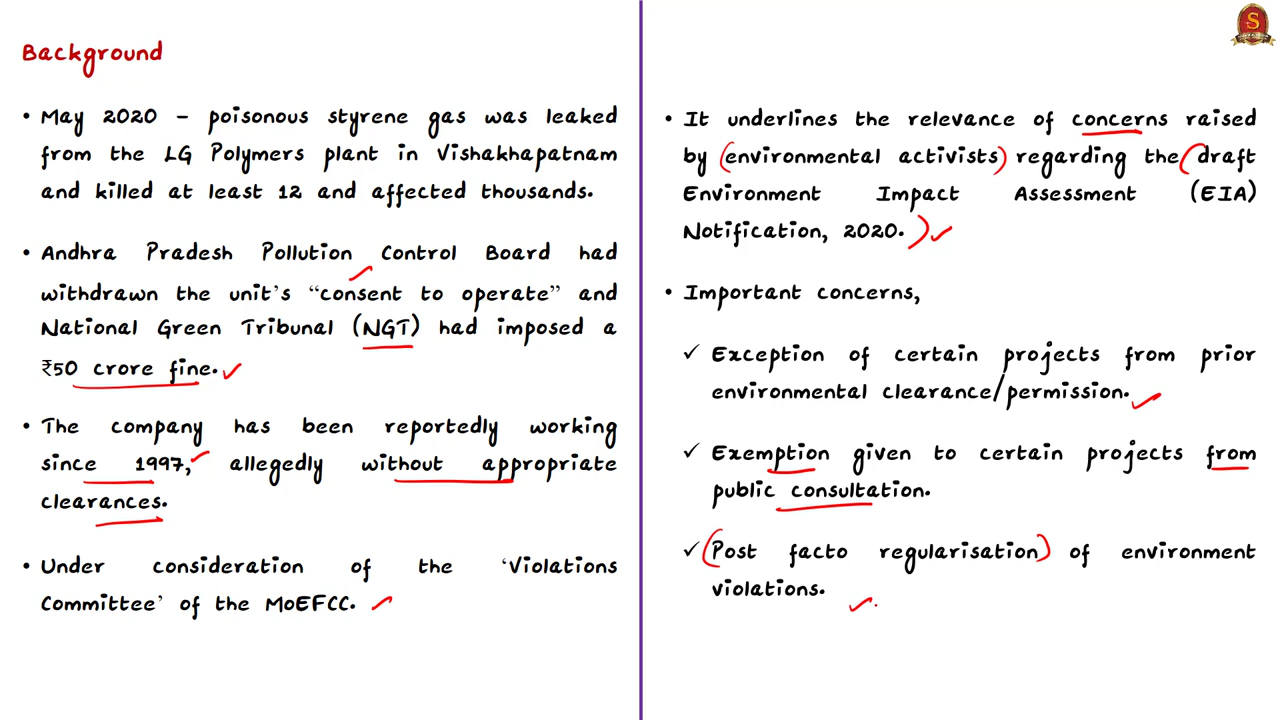 Background
• May 2020 – poisonous styrene gas was leaked
from the LG Polymers plant in Vishakhapatnam
and killed at least 12 and affected thousands.
• Andhra Pradesh Pollution Control Board had
withdrawn the unit's “consent to operate” and
National Green Tribunal (NGT) had imposed a
₹50 crore fine.
• The company has been reportedly working
since 1997, allegedly without appropriate
clearances.
• Under consideration of the ‘Violations
Committee’ of the MoEFCC.
• It underlines the relevance of concerns raised
by environmental activists regarding the draft
Environment Impact Assessment (EIA)
Notification, 2020.
• Important concerns,
✓ Exception of certain projects from prior
environmental clearance/permission.
✓ Exemption given to certain projects from
public consultation.
✓ Post facto regularisation of environment
violations.
S